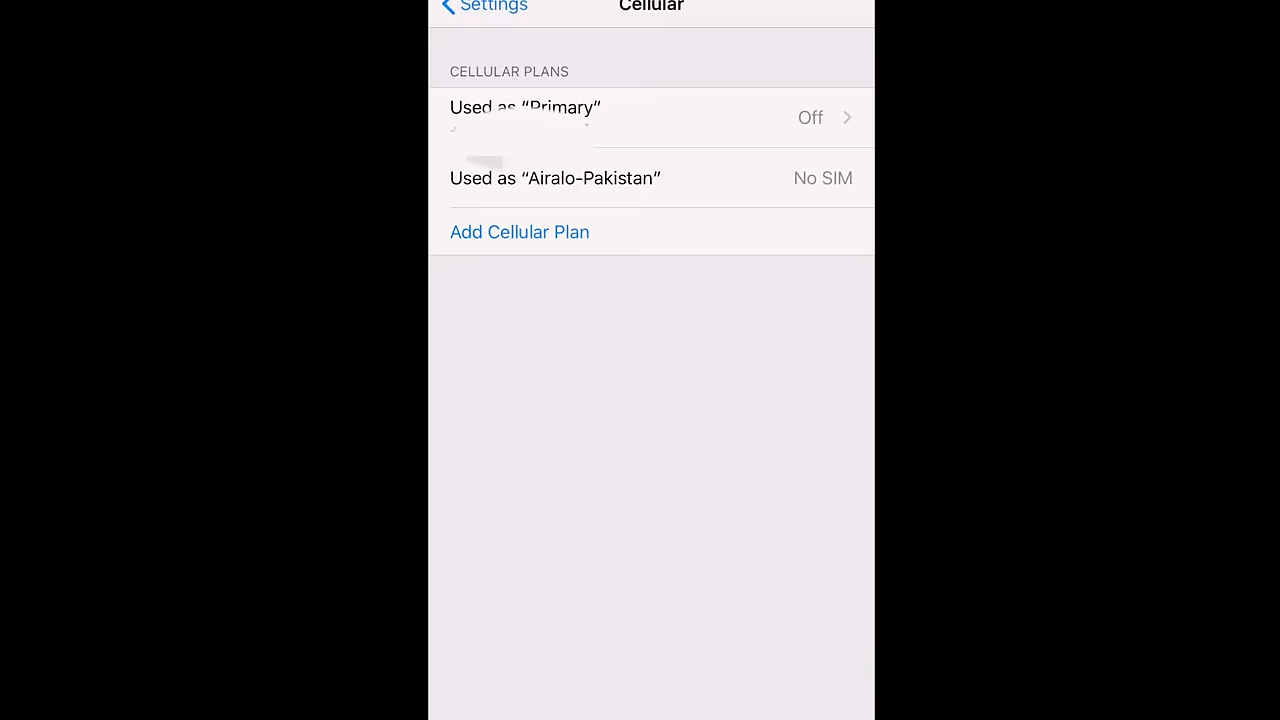 Settings
Cellular
CELLULAR PLANS
Used as “Primary”
Off
Used as “Airalo-Pakistan”
No SIM
Add Cellular Plan